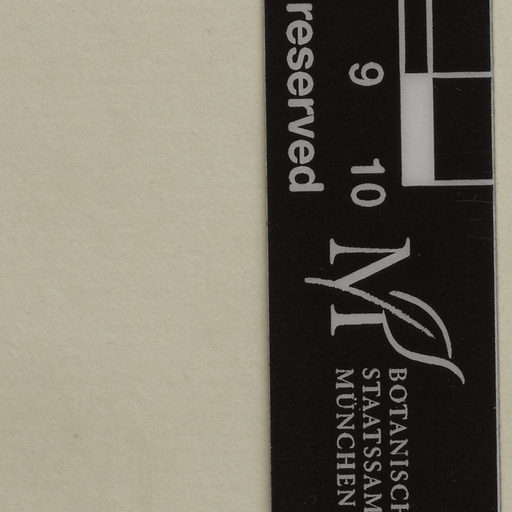 reserved
9 10
BOTANISCH
STAATSSAM
MÜNCHEN